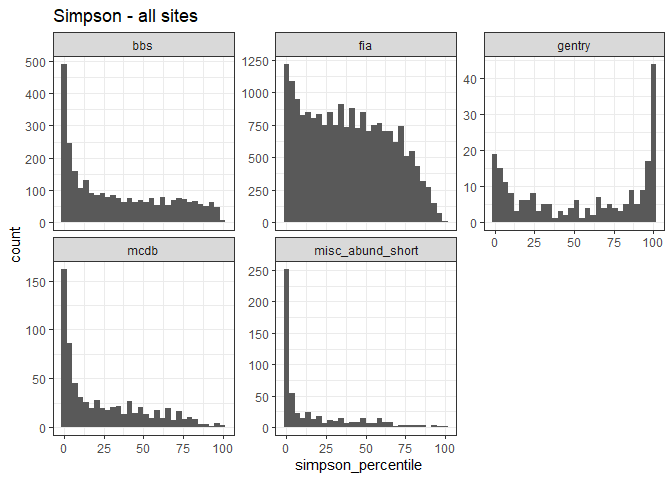 Simpson - all sites
bbs
fia
gentry
500
400
300
200
100
0
1250
1000
750
500
250
0
40
30
20
10
0
0 25 50 75 100
mcdb
misc_abund_short
150
100
50
0
250
200
150
100
50
0
0 25 50 75 100
0 25 50 75 100
count
simpson_percentile